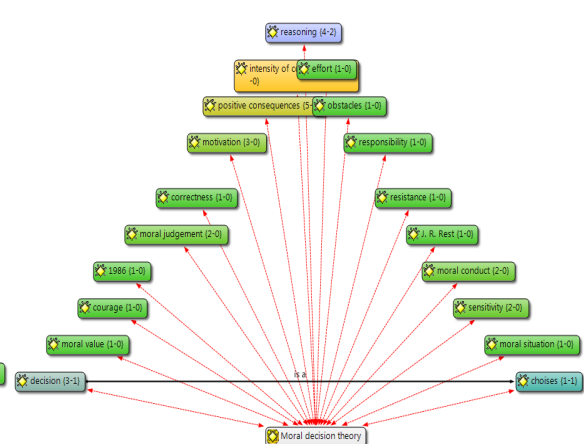 reasoning {4-2}
intensity of
-0}
effort {1-0}
positive consequences {5-
obstacles {1-0}
motivation {3-0}
responsibility {1-0}
correctness {1-0}
resistance {1-0}
moral judgement {2-0}
J. R. Rest {1-0}
1986 {1-0}
moral conduct {2-0}
courage {1-0}
sensitivity {2-0}
moral value {1-0}
moral situation {1-0}
is a
decision {3-1}
choises {1-1}
Moral decision theory